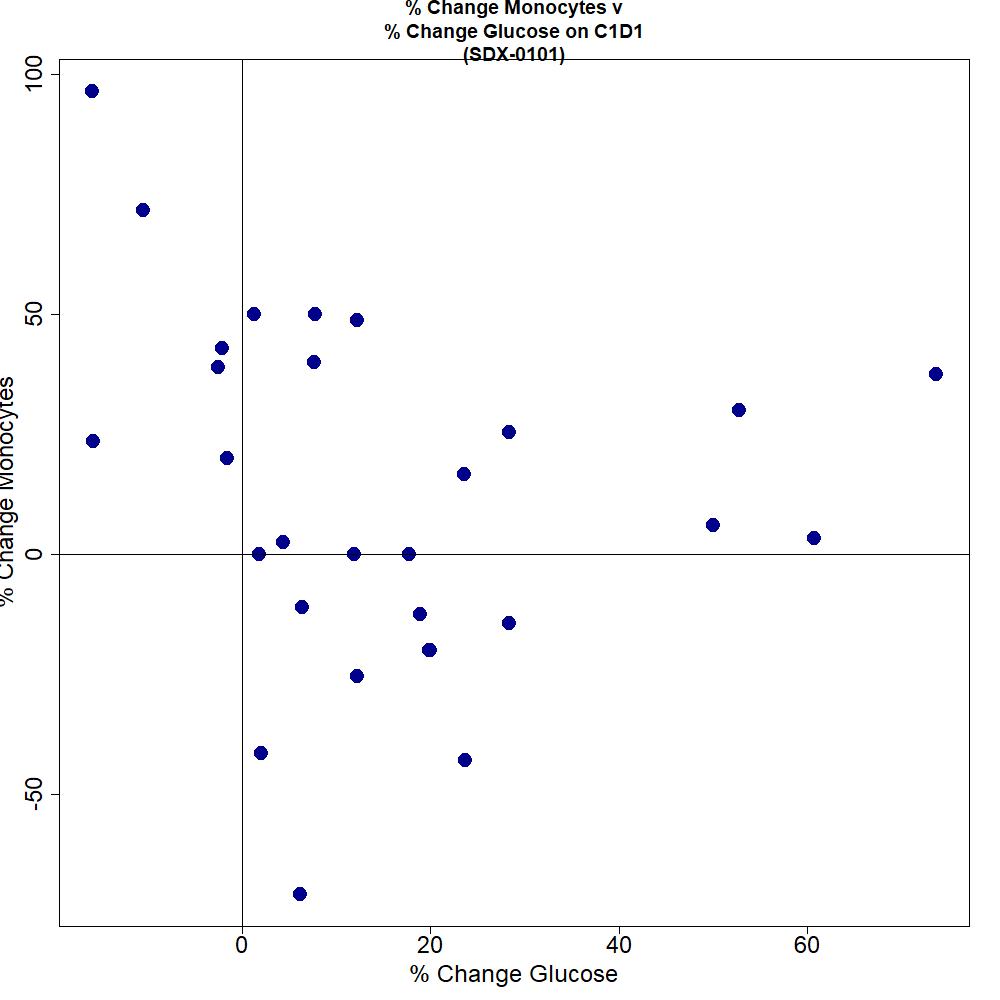 % Change Monocytes v
% Change Glucose on C1D1
(SDX-0101)
100
50
0
-50
% Change Monocytes
0
20
40
60
% Change Glucose